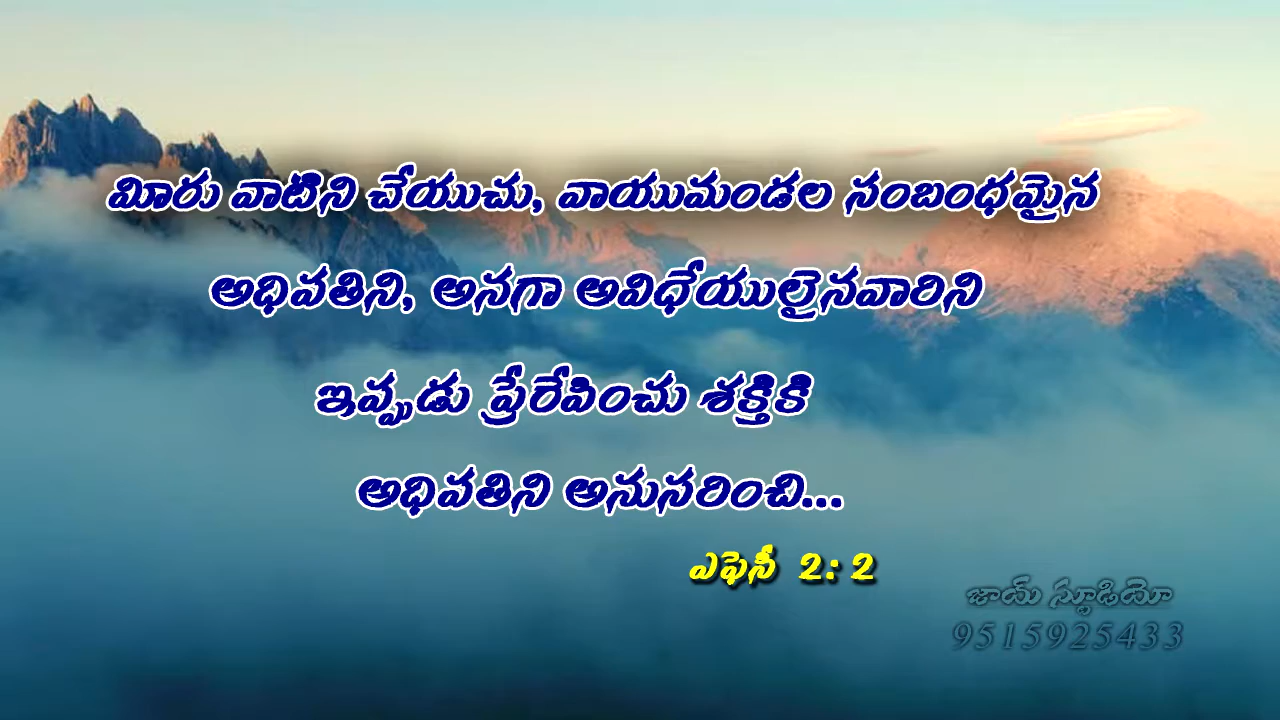 మీరు వాటిని చేయుచు, వాయుమండల సంబంధమైన
అధిపతిని, అనగా అవిధేయులైనవారిని
ఇప్పుడు ప్రేరేపించు శక్తికి
అధిపతిని అనుసరించి...
ఎఫెసీ 2: 2
జాయ్ స్టూడియో
9515925433